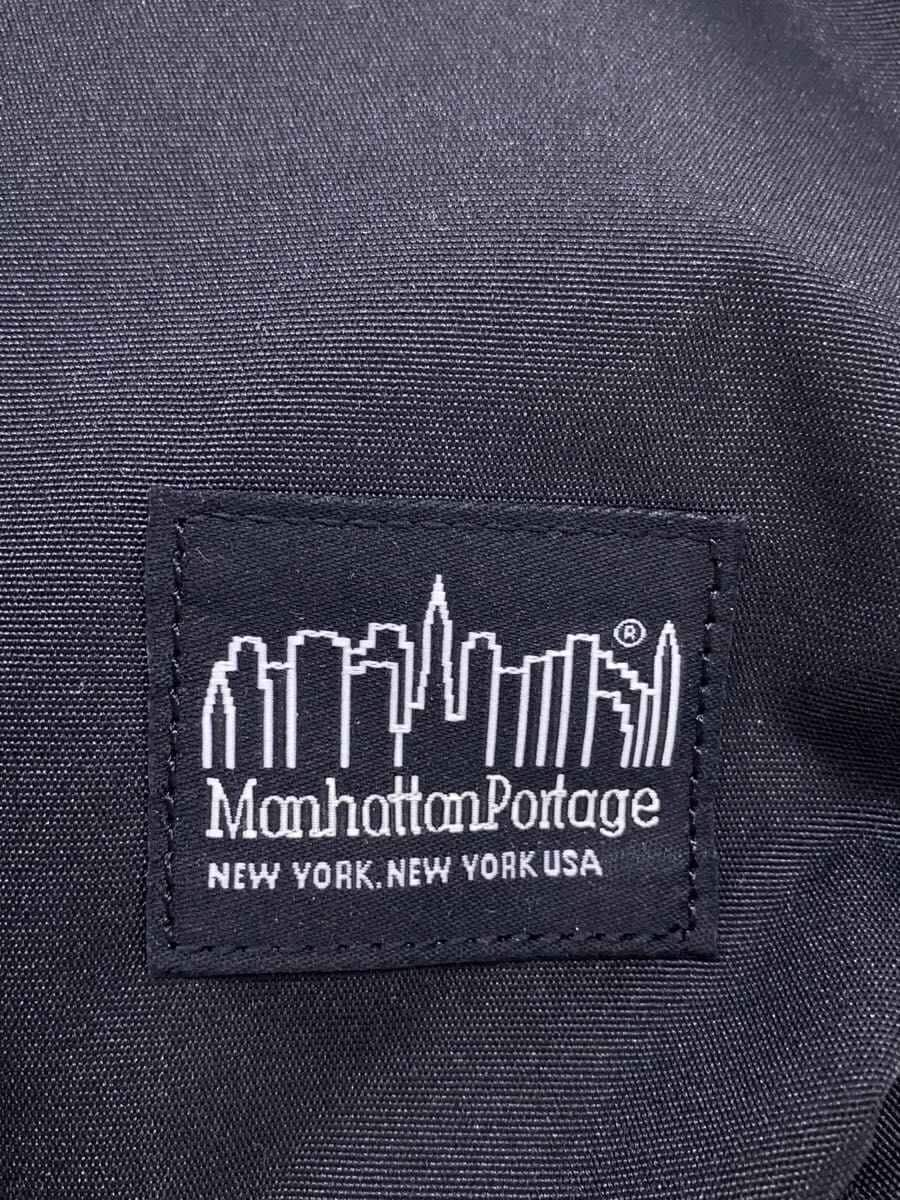 ®
ManhattanPortage
NEW YORK, NEW YORK USA